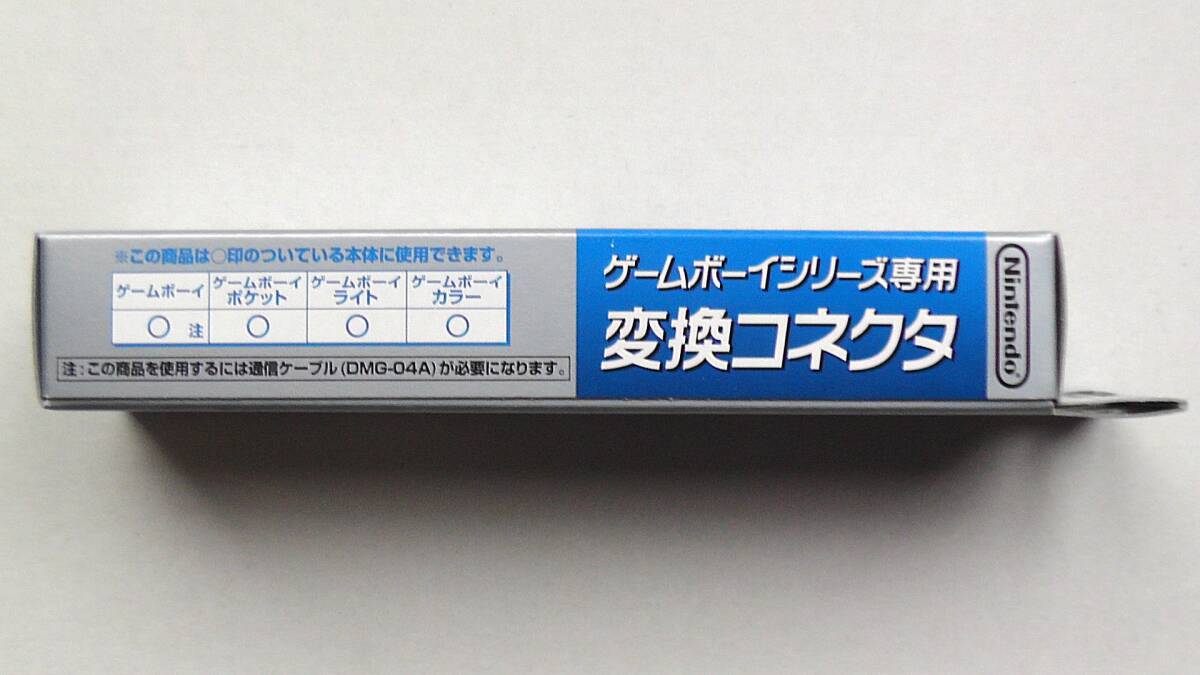 ※この商品は○印のついている本体に使用できます。
ゲームボーイ ゲームボーイポケット ゲームボーイライト ゲームボーイカラー
○ 注 ○ ○ ○
注:この商品を使用するには通信ケーブル(DMG-04A)が必要になります。
ゲームボーイシリーズ専用
変換コネクタ
Nintendo®